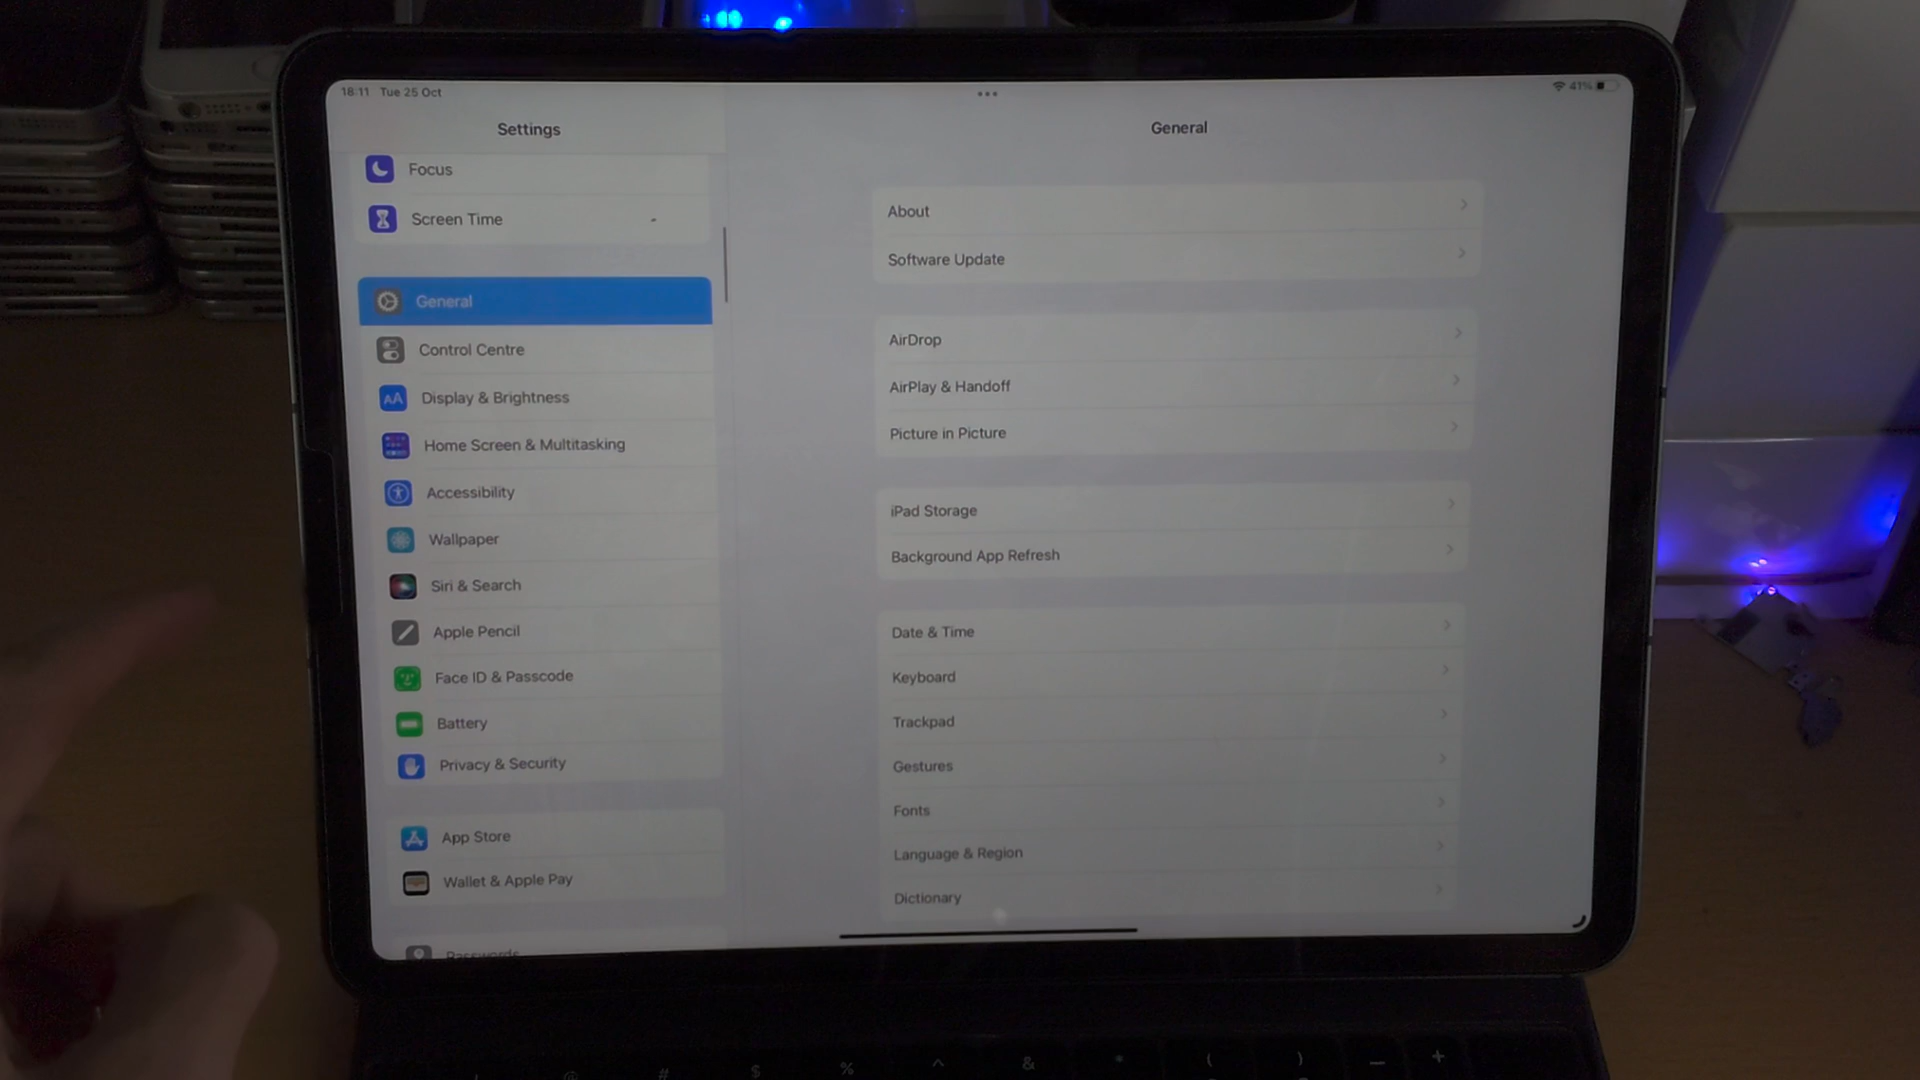 18:11 Tue 25 Oct
41%
Settings
Focus
Screen Time
General
Control Centre
Display & Brightness
Home Screen & Multitasking
Accessibility
Wallpaper
Siri & Search
Apple Pencil
Face ID & Passcode
Battery
Privacy & Security
App Store
Wallet & Apple Pay
Passwords
General
About
Software Update
AirDrop
AirPlay & Handoff
Picture in Picture
iPad Storage
Background App Refresh
Date & Time
Keyboard
Trackpad
Gestures
Fonts
Language & Region
Dictionary
@ # $ % ^ & * ( ) — +